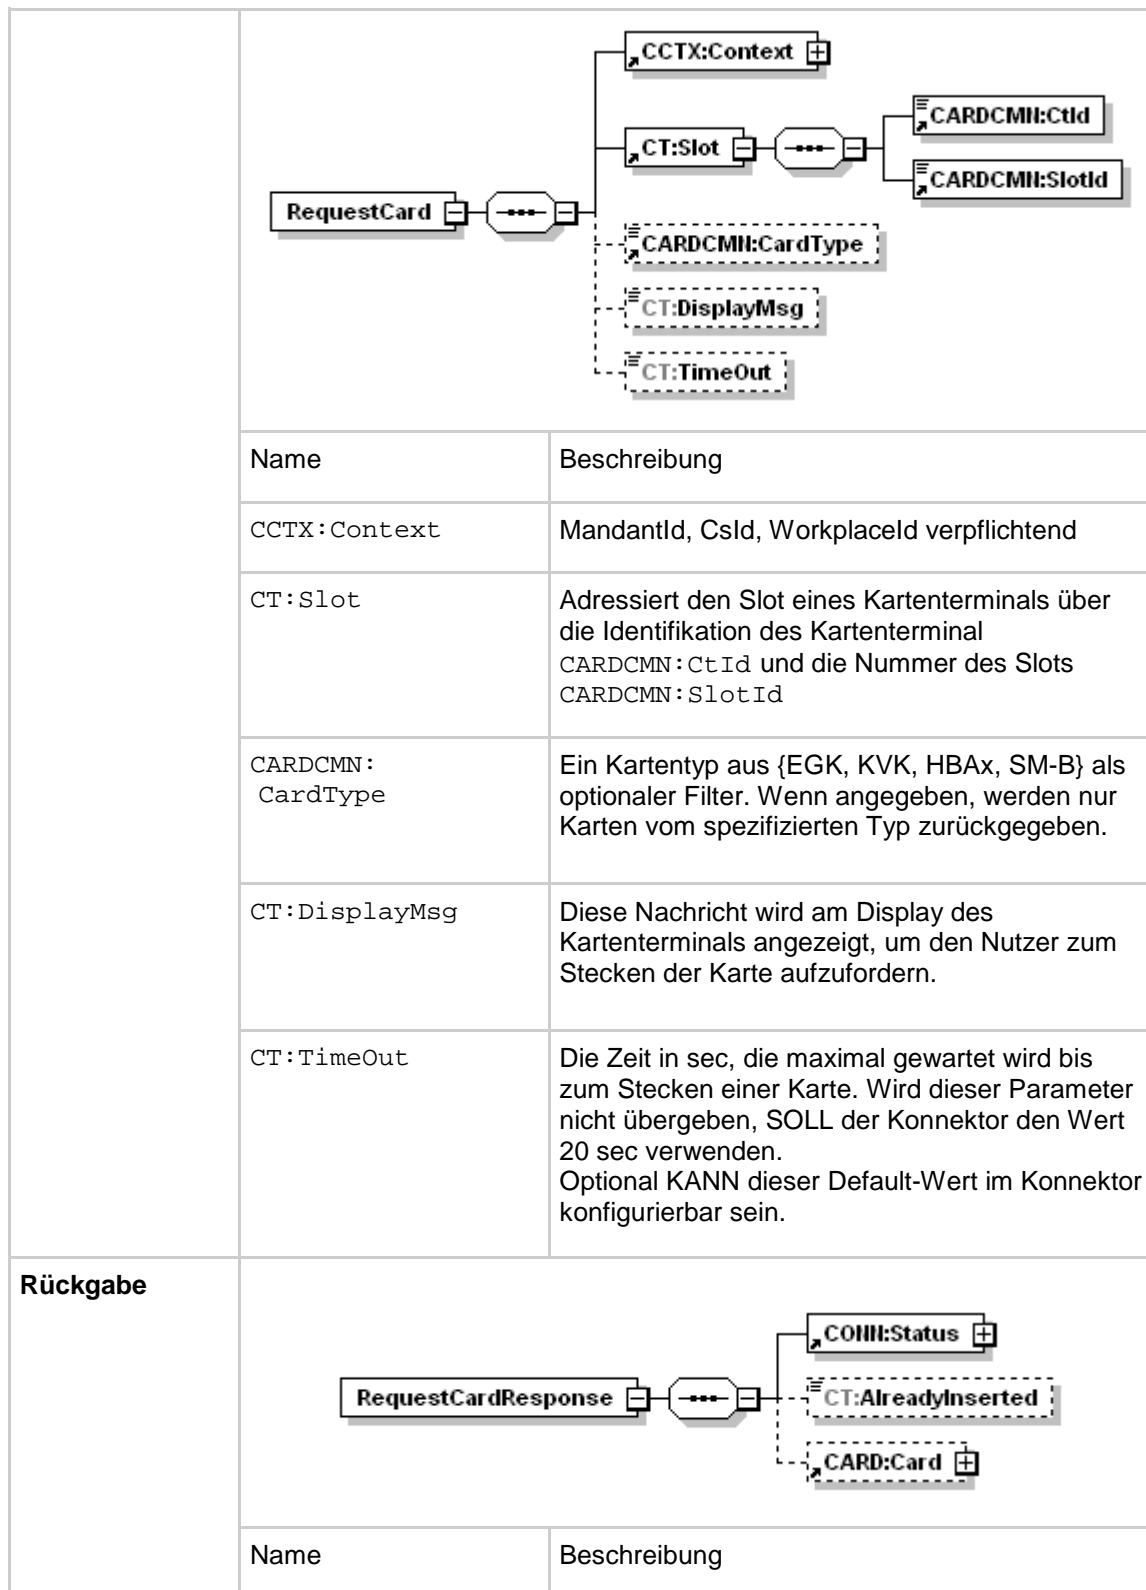 CCTX:Context
CT:Slot
CARDCMN:CtId
CARDCMN:SlotId
RequestCard
CARDCMN:CardType
CT:DisplayMsg
CT:TimeOut
Name
Beschreibung
CCTX:Context
MandantId, CsId, WorkplaceId verpflichtend
CT:Slot
Adressiert den Slot eines Kartenterminals über
die Identifikation des Kartenterminal
CARDCMN:CtId und die Nummer des Slots
CARDCMN:SlotId
CARDCMN:
CardType
Ein Kartentyp aus {EGK, KVK, HBAx, SM-B} als
optionaler Filter. Wenn angegeben, werden nur
Karten vom spezifizierten Typ zurückgegeben.
CT:DisplayMsg
Diese Nachricht wird am Display des
Kartenterminals angezeigt, um den Nutzer zum
Stecken der Karte aufzufordern.
CT:TimeOut
Die Zeit in sec, die maximal gewartet wird bis
zum Stecken einer Karte. Wird dieser Parameter
nicht übergeben, SOLL der Konnektor den Wert
20 sec verwenden.
Optional KANN dieser Default-Wert im Konnektor
konfigurierbar sein.
Rückgabe
CONN:Status
RequestCardResponse
CT:AlreadyInserted
CARD:Card
Name
Beschreibung